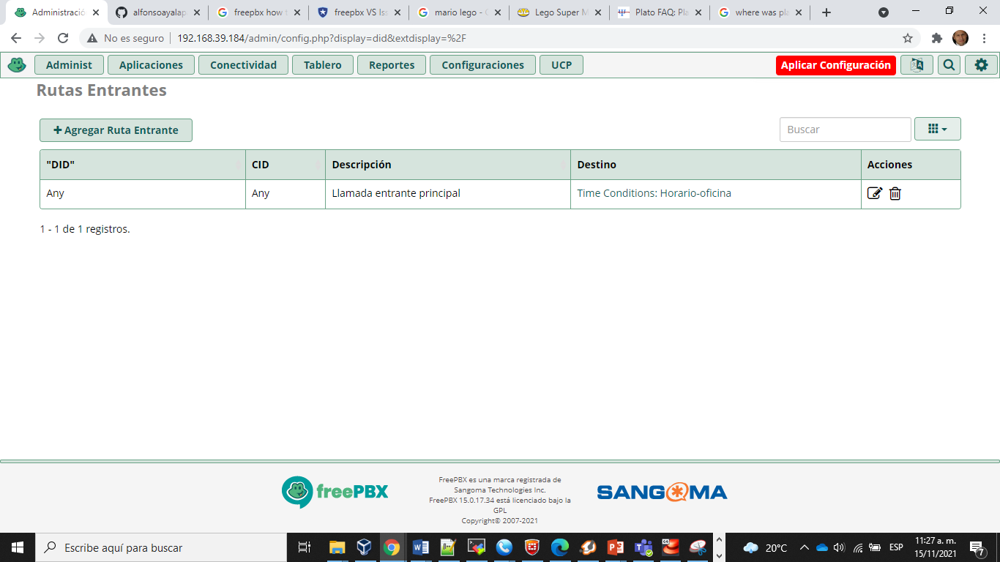 Administració
alfonsoayalap
freepbx how
freepbx VS Iss
mario lego -
Lego Super M
Plato FAQ: Pla
where was pla
No es seguro
192.168.39.184/admin/config.php?display=did&extdisplay=%2F
Administ
Aplicaciones
Conectividad
Tablero
Reportes
Configuraciones
UCP
Aplicar Configuración
Rutas Entrantes
Agregar Ruta Entrante
Buscar
"DID"
CID
Descripción
Destino
Acciones
Any
Any
Llamada entrante principal
Time Conditions: Horario-oficina
1 - 1 de 1 registros.
freePBX
FreePBX es una marca registrada de
Sangoma Technologies Inc.
FreePBX 15.0.17.34 está licenciado bajo la
GPL
Copyright© 2007-2021
SANGOMA
Escribe aquí para buscar
20°C
ESP
11:27 a. m.
15/11/2021
7